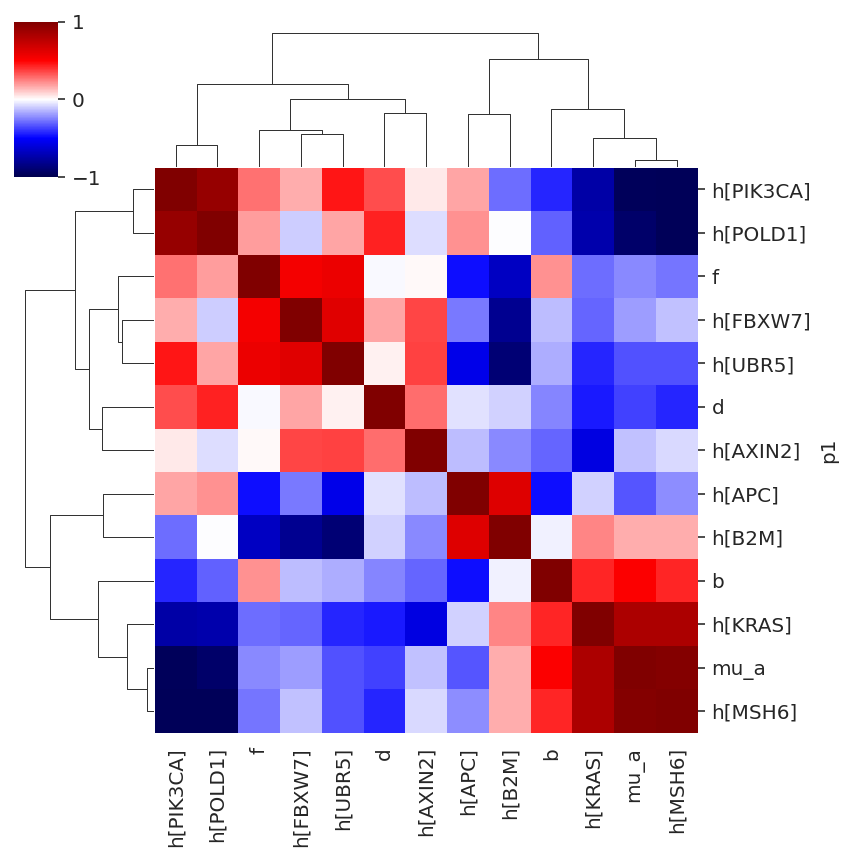 1
0
−1
h[PIK3CA]
h[POLD1]
f
h[FBXW7]
h[UBR5]
d
h[AXIN2]
h[APC]
h[B2M]
b
h[KRAS]
mu_a
h[MSH6]
p1
h[PIK3CA]
h[POLD1]
f
h[FBXW7]
h[UBR5]
d
h[AXIN2]
h[APC]
h[B2M]
b
h[KRAS]
mu_a
h[MSH6]